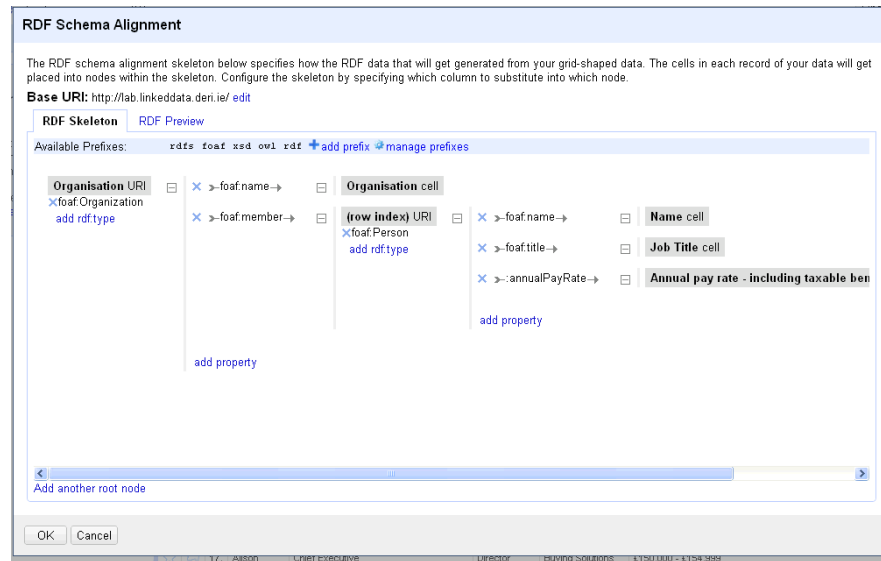 RDF Schema Alignment
The RDF schema alignment skeleton below specifies how the RDF data that will get generated from your grid-shaped data. The cells in each record of your data will get
placed into nodes within the skeleton. Configure the skeleton by specifying which column to substitute into which node.
Base URI: http://lab.linkeddata.deri.ie/ edit
RDF Skeleton RDF Preview
Available Prefixes: rdfs foaf xsd owl rdf add prefix manage prefixes
Organisation URI foaf:name Organisation cell
foaf:Organization
add rdf:type foaf:member (row index) URI foaf:name Name cell
foaf:Person
add rdf:type foaf:title Job Title cell
:annualPayRate Annual pay rate - including taxable ben
add property
add property
Add another root node
OK Cancel
17. Alison Chief Executive Director Buying Solutions £150,000 - £154,999